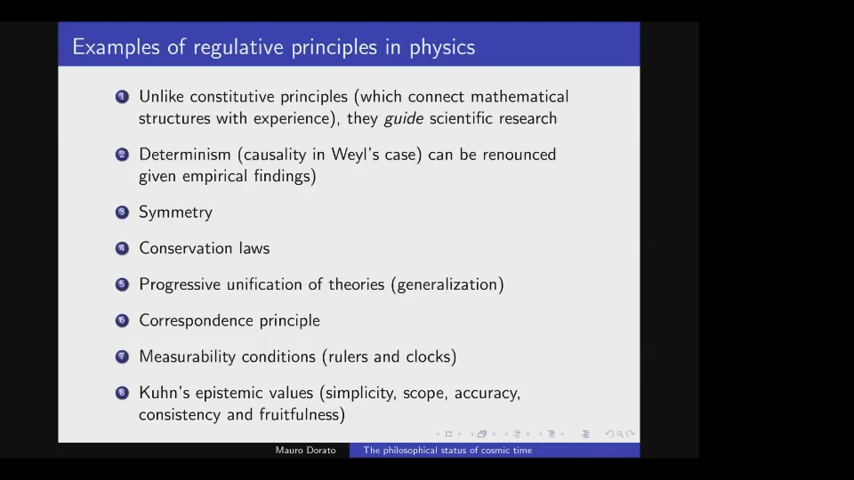 Examples of regulative principles in physics
1 Unlike constitutive principles (which connect mathematical
structures with experience), they guide scientific research
2 Determinism (causality in Weyl's case) can be renounced
given empirical findings)
3 Symmetry
4 Conservation laws
5 Progressive unification of theories (generalization)
6 Correspondence principle
7 Measurability conditions (rulers and clocks)
8 Kuhn's epistemic values (simplicity, scope, accuracy,
consistency and fruitfulness)
Mauro Dorato The philosophical status of cosmic time